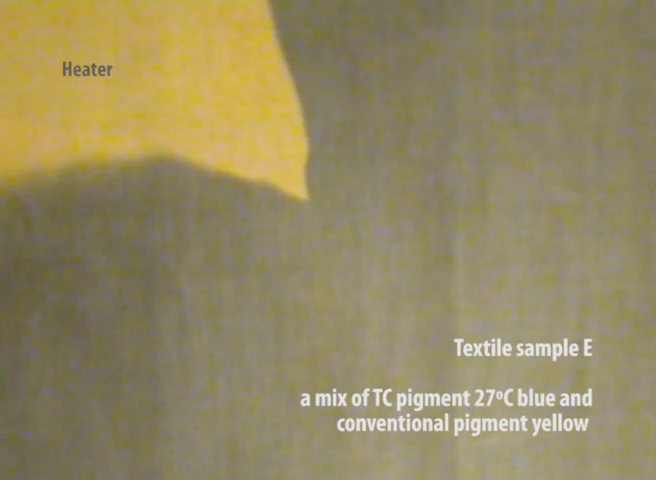 Heater
Textile sample E
a mix of TC pigment 27ºC blue and
conventional pigment yellow